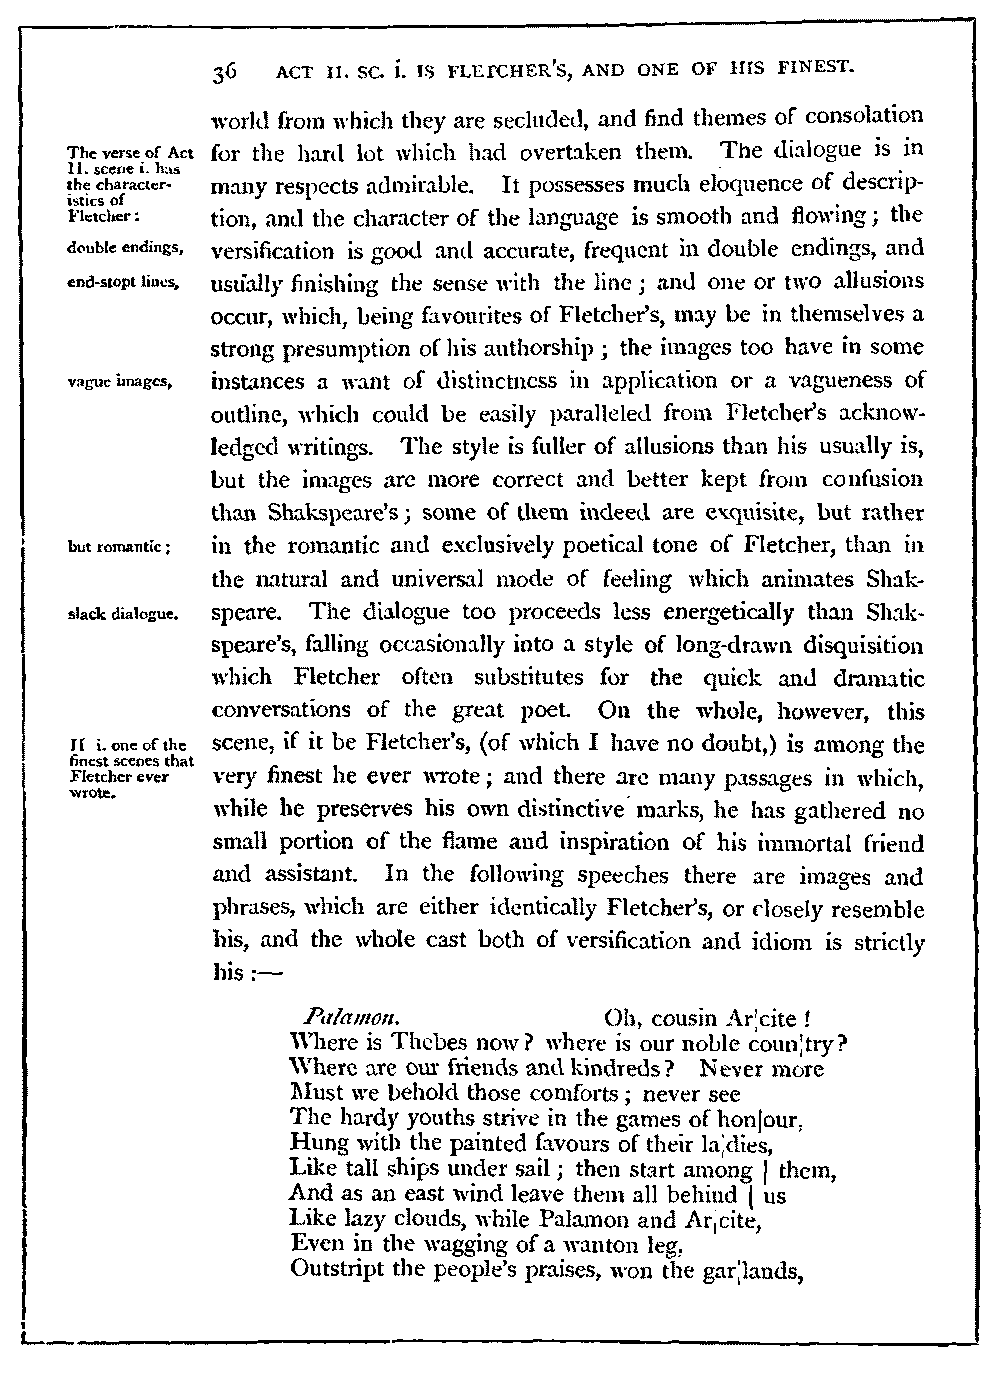 36 ACT II. SC. i. IS FLETCHER'S, AND ONE OF HIS FINEST.
world from which they are secluded, and find themes of consolation
The verse of Act
II. scene i. has
the character-
istics of
Fletcher:
for the hard lot which had overtaken them. The dialogue is in
many respects admirable. It possesses much eloquence of descrip-
tion, and the character of the language is smooth and flowing; the
double endings,
versification is good and accurate, frequent in double endings, and
end-stopt lines,
usually finishing the sense with the line; and one or two allusions
occur, which, being favourites of Fletcher's, may be in themselves a
strong presumption of his authorship; the images too have in some
vague images,
instances a want of distinctness in application or a vagueness of
outline, which could be easily paralleled from Fletcher's acknow-
ledged writings. The style is fuller of allusions than his usually is,
but the images are more correct and better kept from confusion
than Shakspeare's; some of them indeed are exquisite, but rather
but romantic;
in the romantic and exclusively poetical tone of Fletcher, than in
the natural and universal mode of feeling which animates Shak-
slack dialogue.
speare. The dialogue too proceeds less energetically than Shak-
speare's, falling occasionally into a style of long-drawn disquisition
which Fletcher often substitutes for the quick and dramatic
conversations of the great poet. On the whole, however, this
II i. one of the
finest scenes that
Fletcher ever
wrote.
scene, if it be Fletcher's, (of which I have no doubt,) is among the
very finest he ever wrote; and there are many passages in which,
while he preserves his own distinctive marks, he has gathered no
small portion of the flame and inspiration of his immortal friend
and assistant. In the following speeches there are images and
phrases, which are either identically Fletcher's, or closely resemble
his, and the whole cast both of versification and idiom is strictly
his:—
Palamon. Oh, cousin Ar|cite!
Where is Thebes now? where is our noble coun|try?
Where are our friends and kindreds? Never more
Must we behold those comforts; never see
The hardy youths strive in the games of hon|our,
Hung with the painted favours of their la|dies,
Like tall ships under sail; then start among | them,
And as an east wind leave them all behind | us
Like lazy clouds, while Palamon and Ar|cite,
Even in the wagging of a wanton leg,
Outstript the people's praises, won the gar|lands,